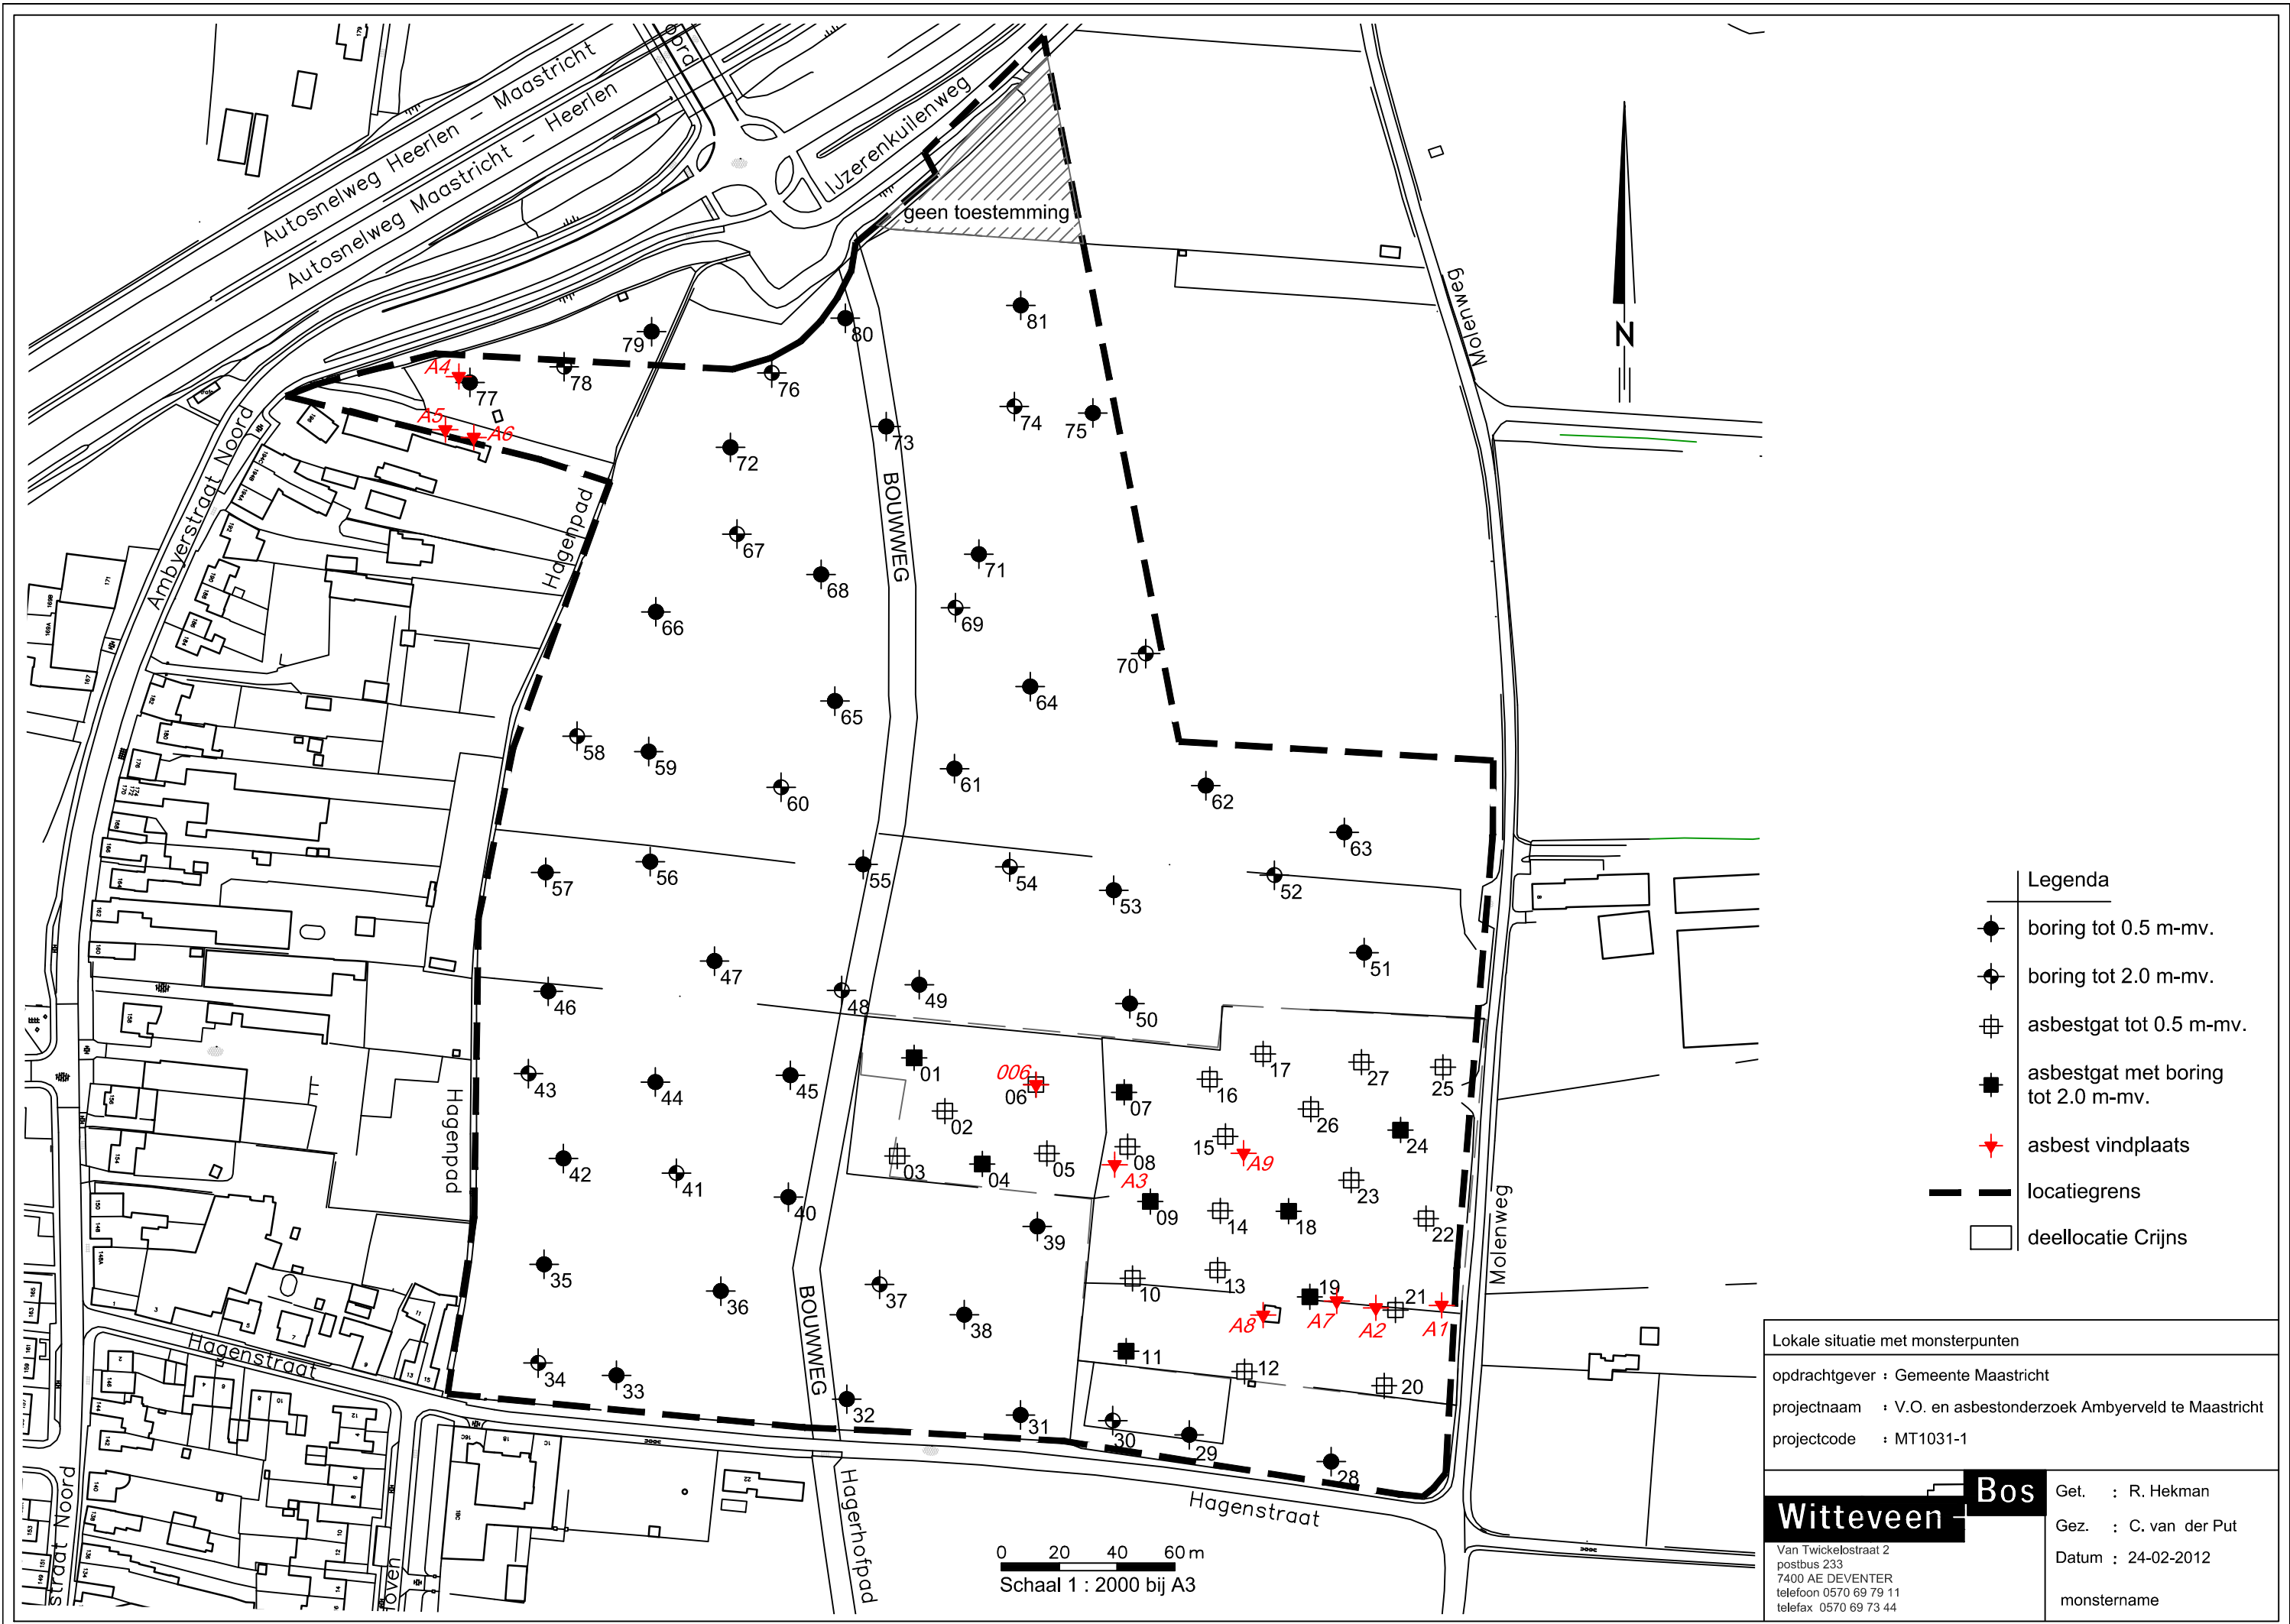 Autosnelweg Heerlen – Maastricht
Autosnelweg Maastricht – Heerlen
IJzerenkuilenweg
geen toestemming
Molenweg
N
Ambyerstraat Noord
Hagenpad
BOUWWEG
81
80
79
78
77
76
75
74
73
72
71
70
69
68
67
66
65
64
63
62
61
60
59
58
57
56
55
54
53
52
51
50
49
48
47
46
45
44
43
42
41
40
39
38
37
36
35
34
33
32
31
30
29
28
27
26
25
24
23
22
21
20
19
18
17
16
15
14
13
12
11
10
09
08
07
006
06
05
04
03
02
01
A1
A2
A3
A4
A5
A6
A7
A8
A9
Hagenpad
BOUWWEG
Molenweg
Hagenstraat
Hagenstraat
Hagerhofpad
straat Noord
hoven
Legenda
boring tot 0.5 m-mv.
boring tot 2.0 m-mv.
asbestgat tot 0.5 m-mv.
asbestgat met boring
tot 2.0 m-mv.
asbest vindplaats
locatiegrens
deellocatie Crijns
0 20 40 60 m
Schaal 1 : 2000 bij A3
Lokale situatie met monsterpunten
opdrachtgever : Gemeente Maastricht
projectnaam : V.O. en asbestonderzoek Ambyerveld te Maastricht
projectcode : MT1031-1
Witteveen Bos
Van Twickelostraat 2
postbus 233
7400 AE DEVENTER
telefoon 0570 69 79 11
telefax 0570 69 73 44
Get. : R. Hekman
Gez. : C. van der Put
Datum : 24-02-2012
monstername